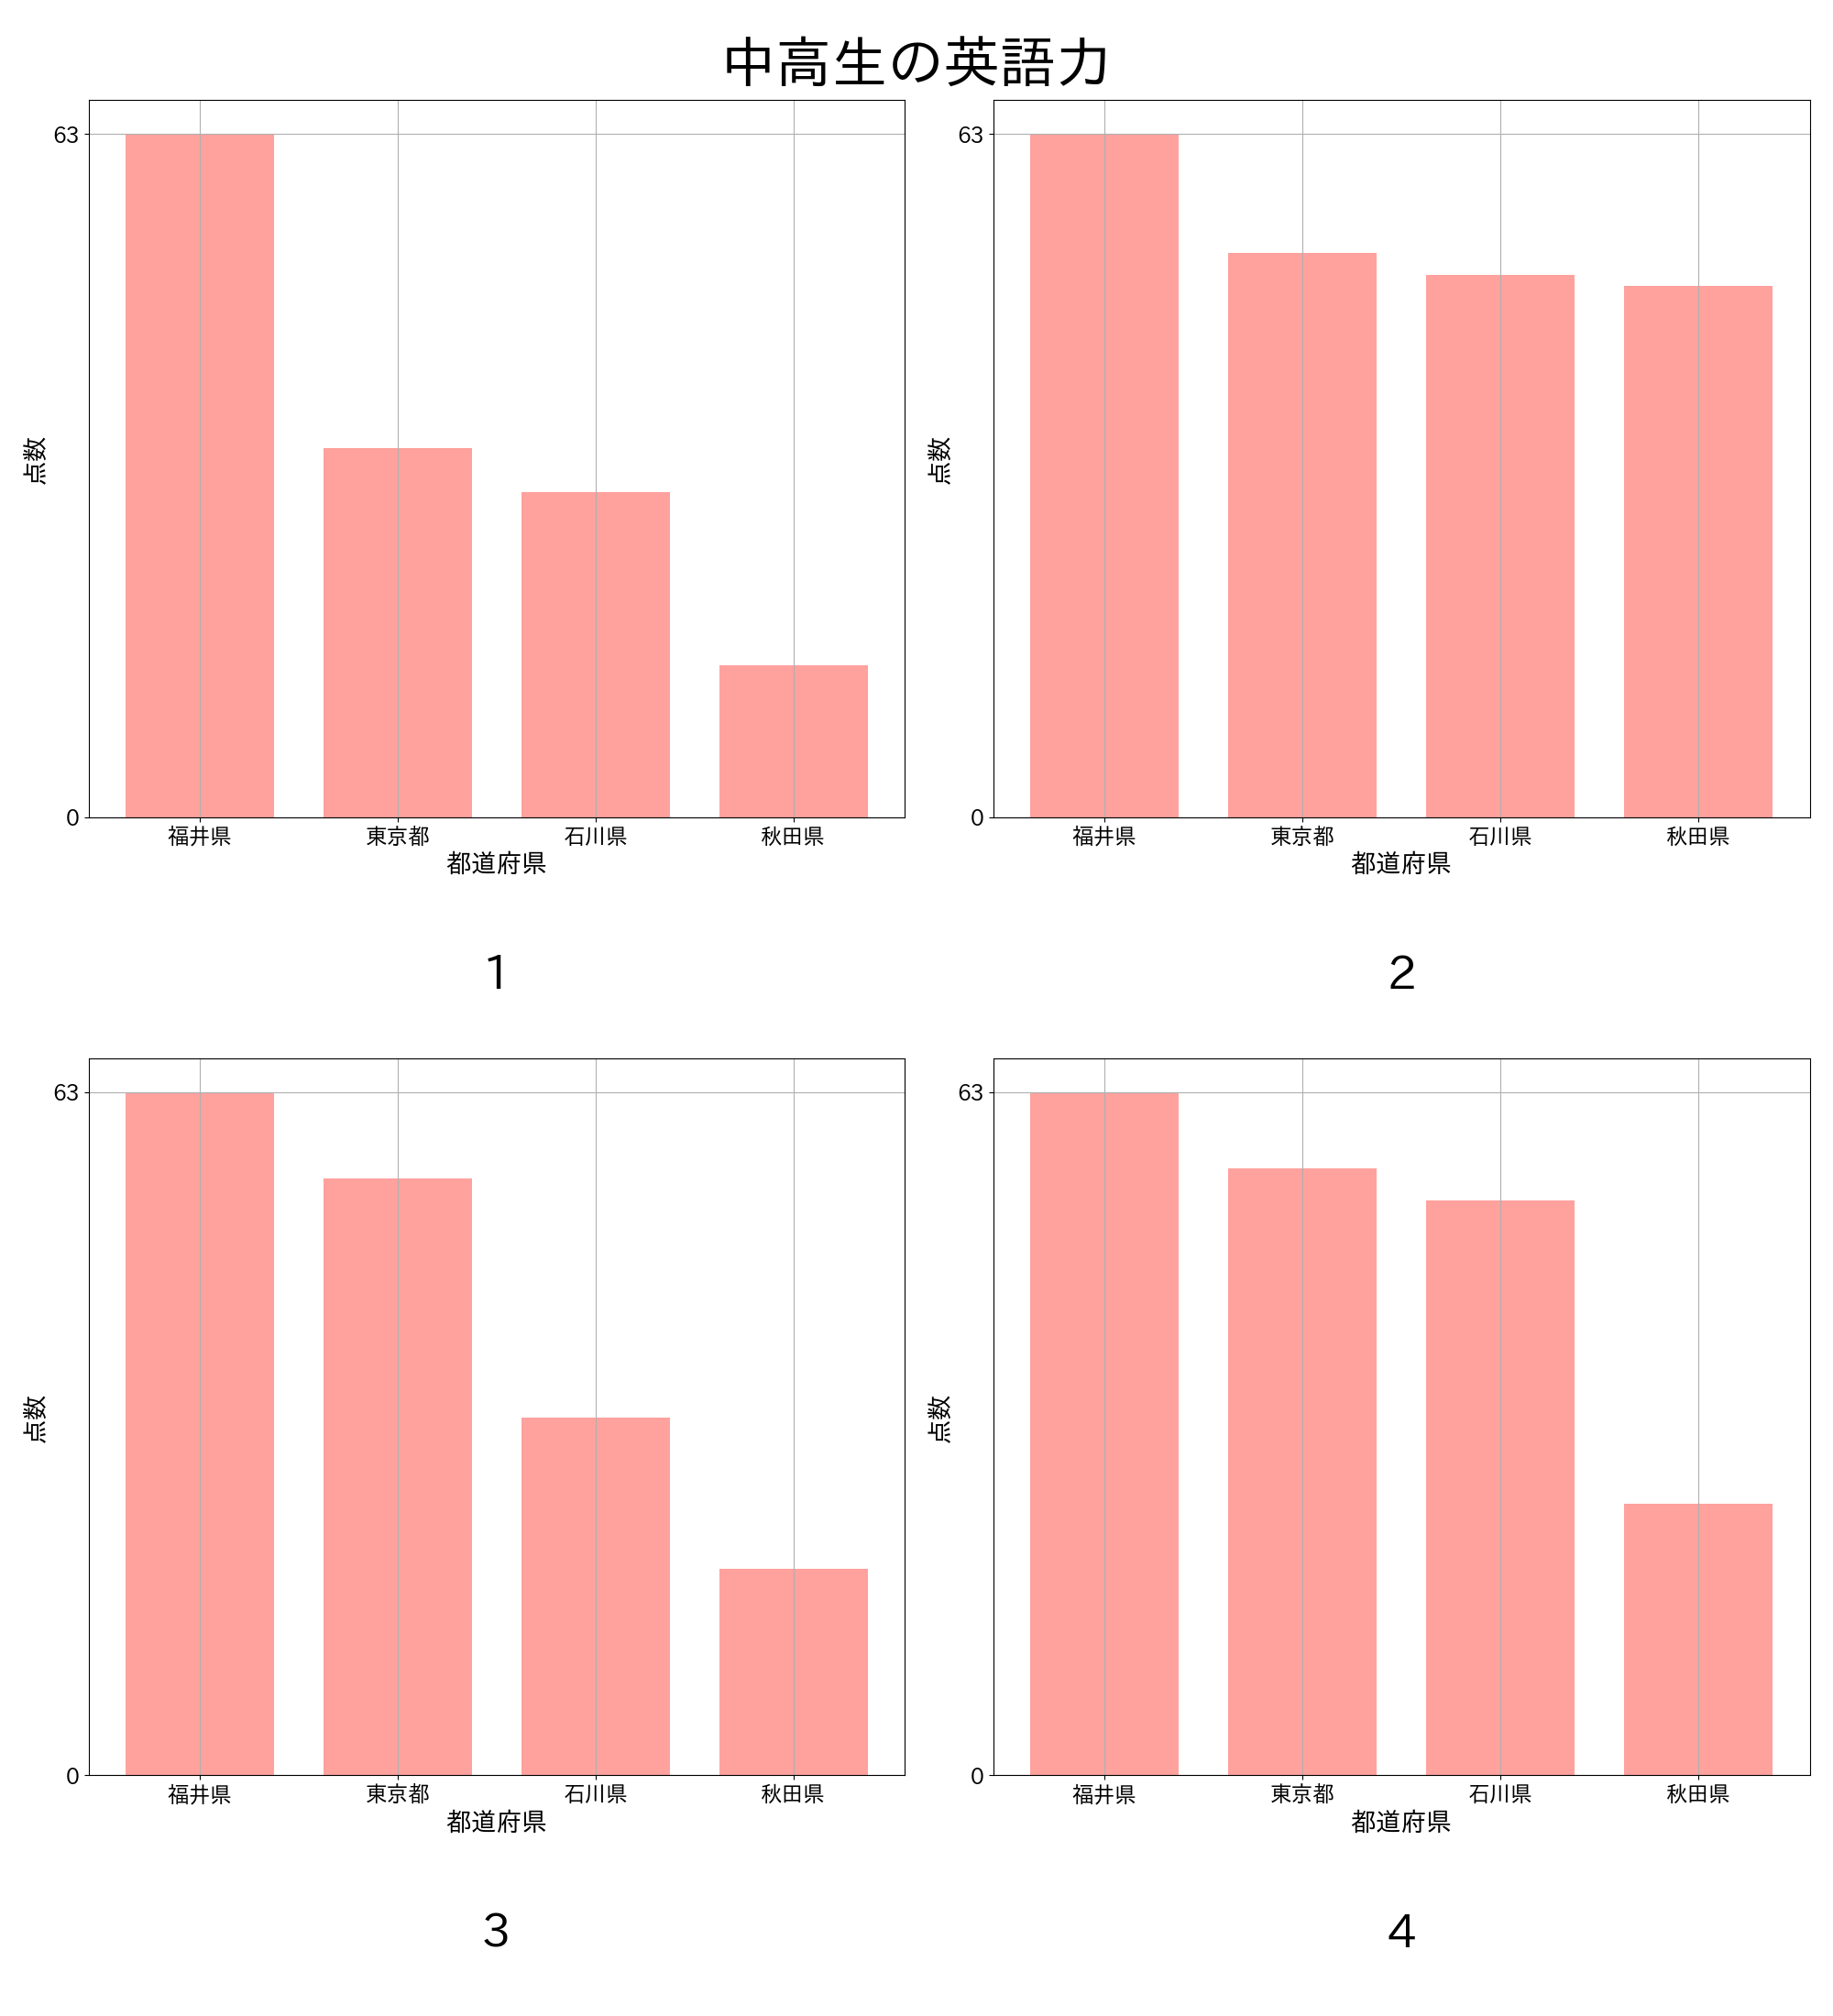 中高生の英語力
63
0
点数
福井県 東京都 石川県 秋田県
都道府県
1
63
0
点数
福井県 東京都 石川県 秋田県
都道府県
2
63
0
点数
福井県 東京都 石川県 秋田県
都道府県
3
63
0
点数
福井県 東京都 石川県 秋田県
都道府県
4